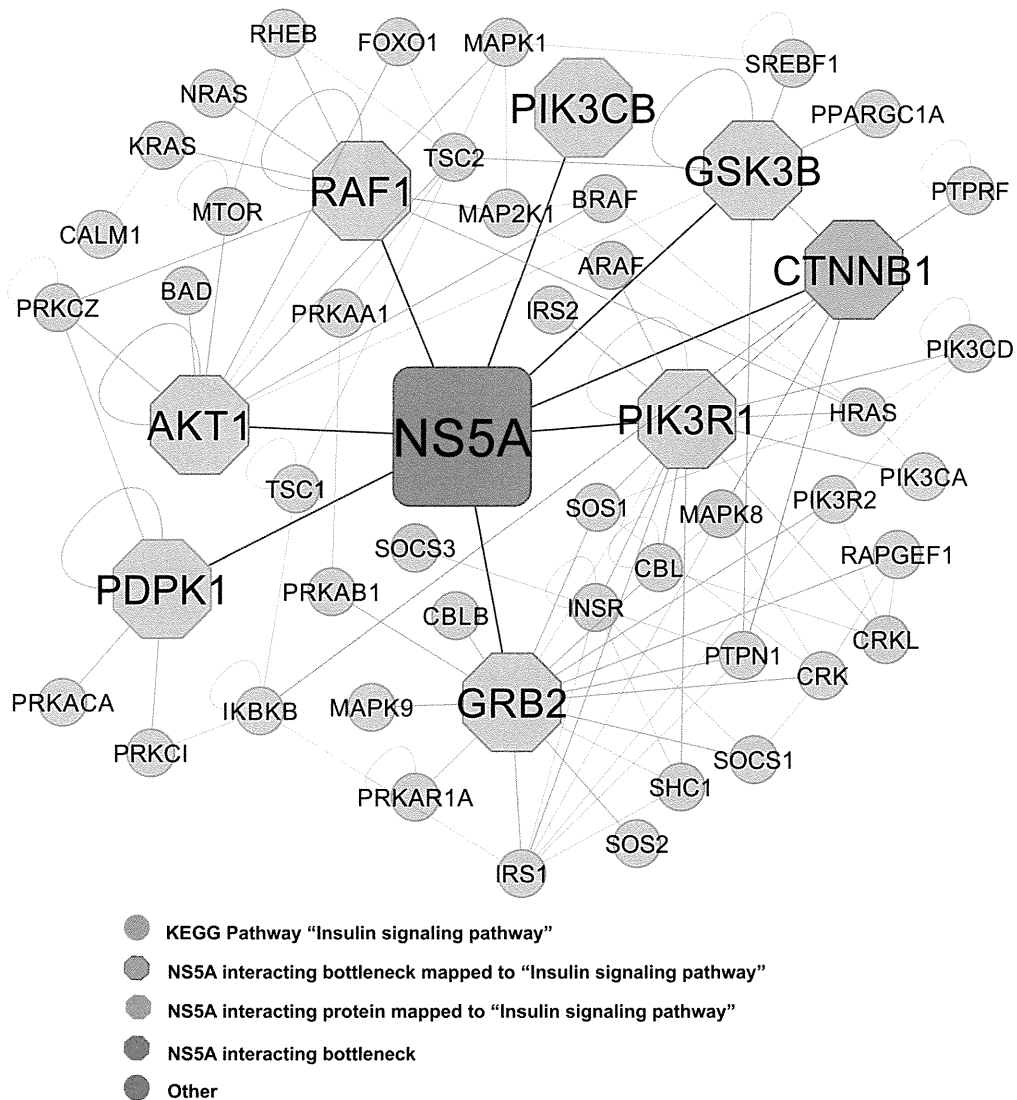 RHEB
FOXO1
MAPK1
SREBF1
NRAS
PIK3CB
PPARGC1A
KRAS
TSC2
GSK3B
RAF1
BRAF
PTPRF
MTOR
MAP2K1
CALM1
CTNNB1
ARAF
BAD
PRKCZ
PRKAA1
IRS2
PIK3CD
HRAS
AKT1
NS5A
PIK3R1
PIK3CA
TSC1
PIK3R2
SOS1
MAPK8
SOCS3
RAPGEF1
CBL
PDPK1
PRKAB1
INSR
CBLB
CRKL
PTPN1
CRK
PRKACA
IKBKB
MAPK9
GRB2
PRKCI
SOCS1
SHC1
PRKAR1A
SOS2
IRS1
KEGG Pathway “Insulin signaling pathway”
NS5A interacting bottleneck mapped to “Insulin signaling pathway”
NS5A interacting protein mapped to “Insulin signaling pathway”
NS5A interacting bottleneck
Other